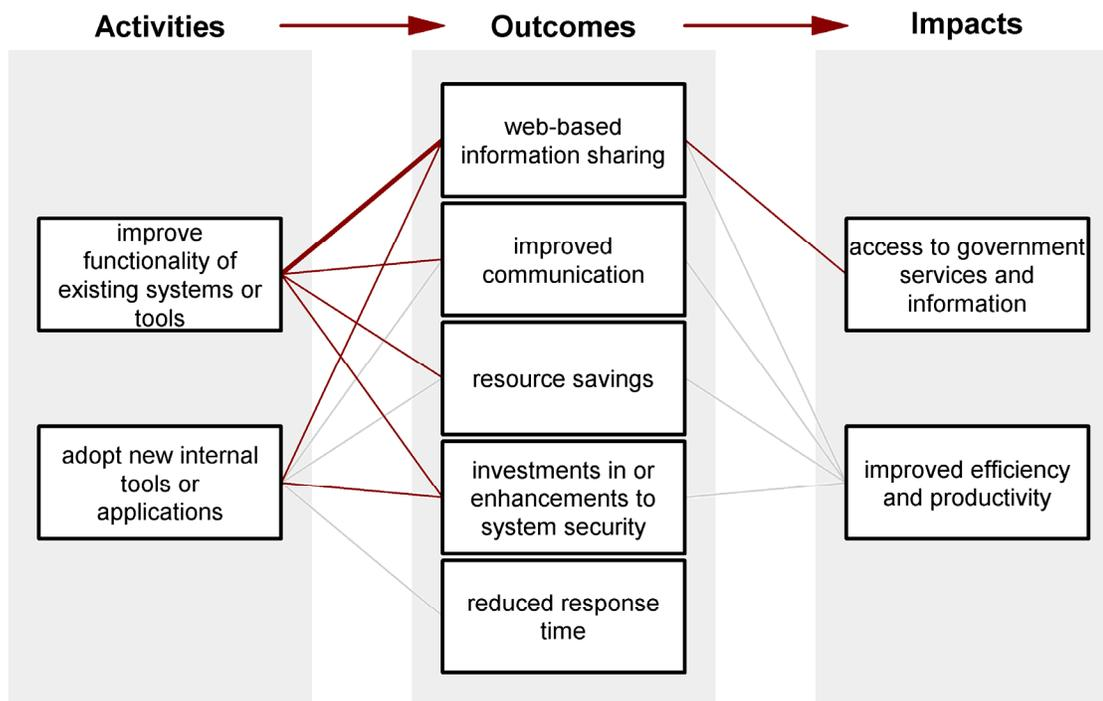 Activities
Outcomes
Impacts
improve
functionality of
existing systems or
tools
adopt new internal
tools or
applications
web-based
information sharing
improved
communication
resource savings
investments in or
enhancements to
system security
reduced response
time
access to government
services and
information
improved efficiency
and productivity